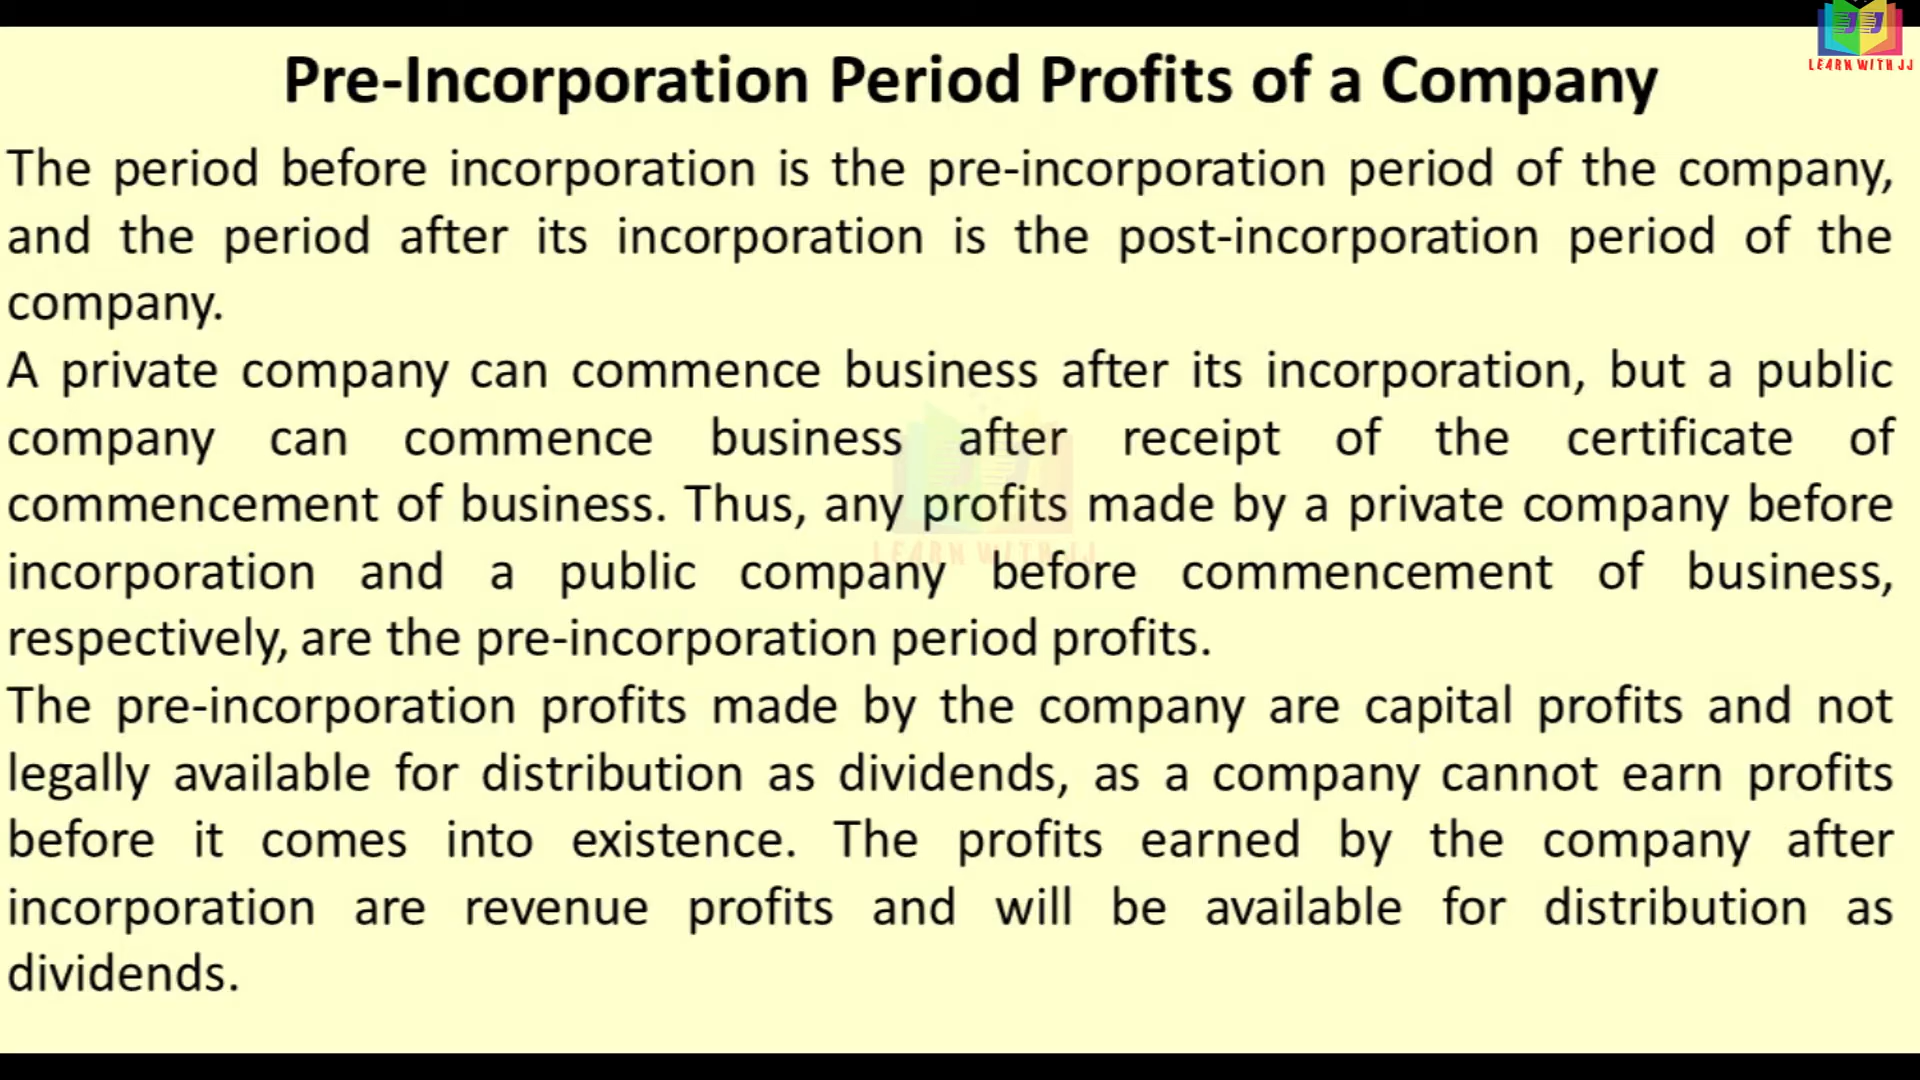 LEARN WITH JJ
Pre-Incorporation Period Profits of a Company
The period before incorporation is the pre-incorporation period of the company,
and the period after its incorporation is the post-incorporation period of the
company.
A private company can commence business after its incorporation, but a public
company can commence business after receipt of the certificate of
commencement of business. Thus, any profits made by a private company before
incorporation and a public company before commencement of business,
respectively, are the pre-incorporation period profits.
The pre-incorporation profits made by the company are capital profits and not
legally available for distribution as dividends, as a company cannot earn profits
before it comes into existence. The profits earned by the company after
incorporation are revenue profits and will be available for distribution as
dividends.
LEARN WITH JJ